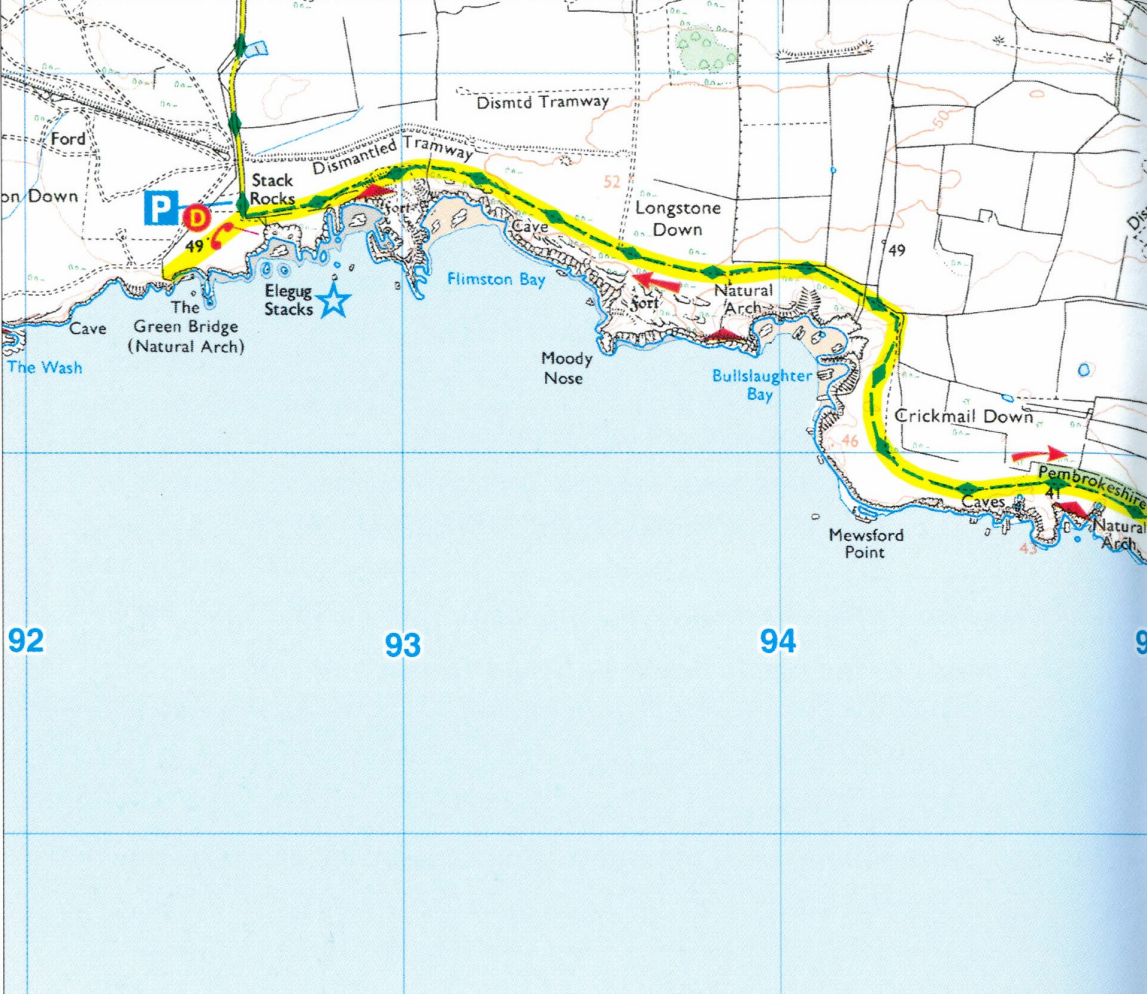 Dismtd Tramway
50
Ford
Dismantled Tramway
on Down
Stack
Rocks
52
P
D
fort
Longstone
Down
Cave
49
49
Flimston Bay
Natural
Arch
Elegug
Stacks
fort
The
Green Bridge
(Natural Arch)
Cave
The Wash
Moody
Nose
Bullslaughter
Bay
Crickmail Down
46
Pembrokeshire
41
Caves
Natural
Arch
Mewsford
Point
43
92
93
94
9